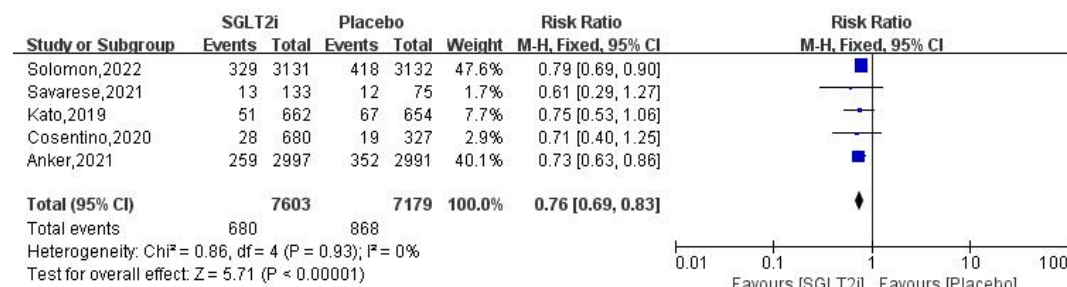 SGLT2i Placebo Risk Ratio Risk Ratio
Study or Subgroup Events Total Events Total Weight M-H, Fixed, 95% CI M-H, Fixed, 95% CI
Solomon,2022 329 3131 418 3132 47.6% 0.79 [0.69, 0.90]
Savarese,2021 13 133 12 75 1.7% 0.61 [0.29, 1.27]
Kato,2019 51 662 67 654 7.7% 0.75 [0.53, 1.06]
Cosentino,2020 28 680 19 327 2.9% 0.71 [0.40, 1.25]
Anker,2021 259 2997 352 2991 40.1% 0.73 [0.63, 0.86]
Total (95% CI) 7603 7179 100.0% 0.76 [0.69, 0.83]
Total events 680 868
Heterogeneity: Chi² = 0.86, df = 4 (P = 0.93); I² = 0%
Test for overall effect: Z = 5.71 (P < 0.00001)
0.01 0.1 1 10 100
Favours [SGLT2i] Favours [Placebo]